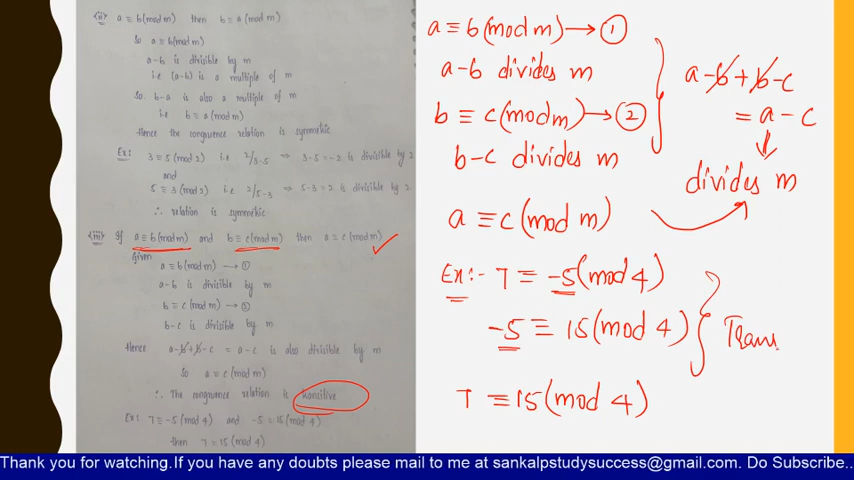 (ii) a ≡ b(mod m) then b ≡ a(mod m)
So a ≡ b(mod m)
a-b is divisible by m
i.e (a-b) is a multiple of m
So. b-a is also a multiple of m
i.e b ≡ a(mod m)
Hence the congruence relation is symmetric
Ex: 3 ≡ 5(mod 2) i.e 2/3-5 ⇒ 3-5 = -2 is divisible by 2
and
5 ≡ 3(mod 2) i.e 2/5-3 ⇒ 5-3 = 2 is divisible by 2
∴ relation is symmetric
(iii) If a ≡ b(mod m) and b ≡ c(mod m) then a ≡ c(mod m)
Given
a ≡ b(mod m) → ①
a-b is divisible by m
b ≡ c(mod m) → ②
b-c is divisible by m
Hence a-b+b-c = a-c is also divisible by m
So a ≡ c(mod m)
∴ The congruence relation is transitive
Ex: 7 ≡ -5(mod 4) and -5 ≡ 15(mod 4)
then 7 ≡ 15(mod 4)
a ≡ b(mod m) → ①
a-b divides m
b ≡ c(mod m) → ②
b-c divides m
a-b+b-c
= a-c
divides m
a ≡ c(mod m)
Ex:- 7 ≡ -5(mod 4)
-5 ≡ 15(mod 4)
Trans
7 ≡ 15(mod 4)
Thank you for watching.If you have any doubts please mail to me at sankalpstudysuccess@gmail.com. Do Subscribe..